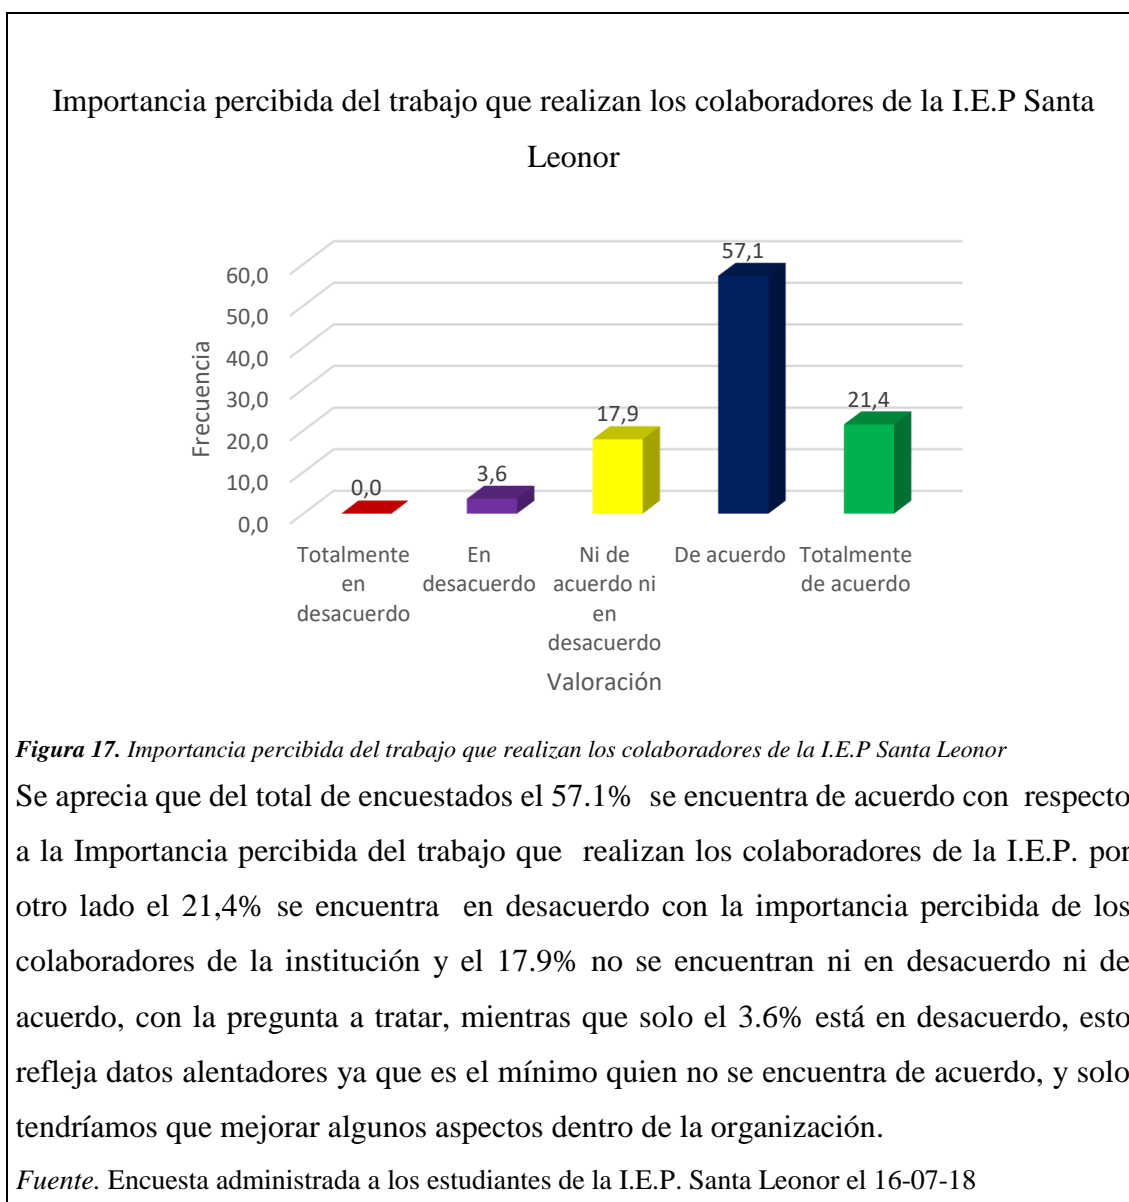 Importancia percibida del trabajo que realizan los colaboradores de la I.E.P Santa
Leonor
60,0
50,0
40,0
30,0
20,0
10,0
0,0
Frecuencia
0,0
3,6
17,9
57,1
21,4
Totalmente
en
desacuerdo
En
desacuerdo
Ni de
acuerdo ni
en
desacuerdo
De acuerdo
Totalmente
de acuerdo
Valoración
Figura 17. Importancia percibida del trabajo que realizan los colaboradores de la I.E.P Santa Leonor
Se aprecia que del total de encuestados el 57.1% se encuentra de acuerdo con respecto
a la Importancia percibida del trabajo que realizan los colaboradores de la I.E.P. por
otro lado el 21,4% se encuentra en desacuerdo con la importancia percibida de los
colaboradores de la institución y el 17.9% no se encuentran ni en desacuerdo ni de
acuerdo, con la pregunta a tratar, mientras que solo el 3.6% está en desacuerdo, esto
refleja datos alentadores ya que es el mínimo quien no se encuentra de acuerdo, y solo
tendríamos que mejorar algunos aspectos dentro de la organización.
Fuente. Encuesta administrada a los estudiantes de la I.E.P. Santa Leonor el 16-07-18